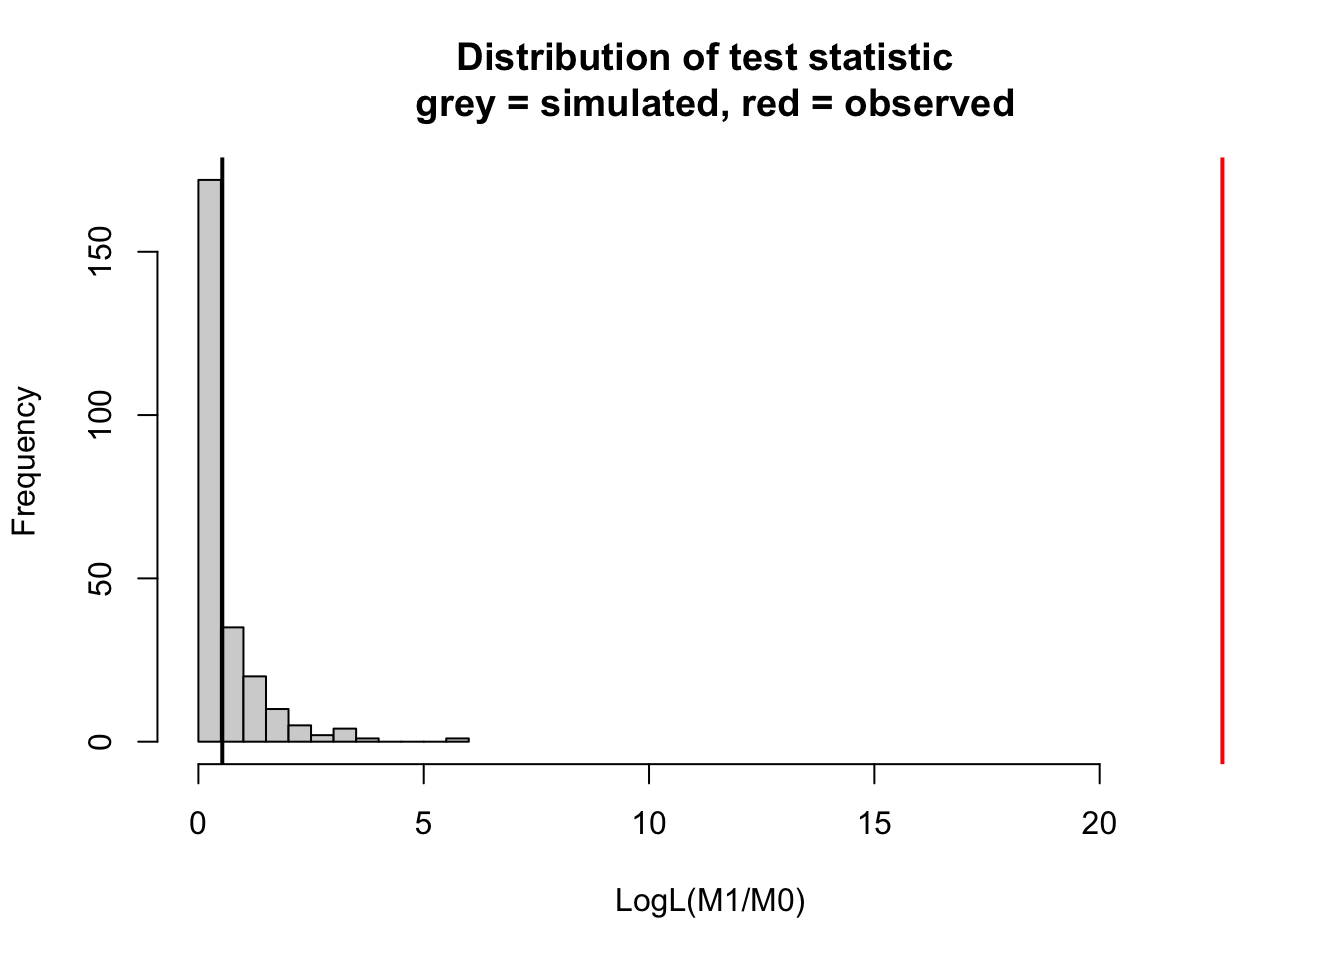 Distribution of test statistic
grey = simulated, red = observed
Frequency
150
100
50
0
0 5 10 15 20
LogL(M1/M0)